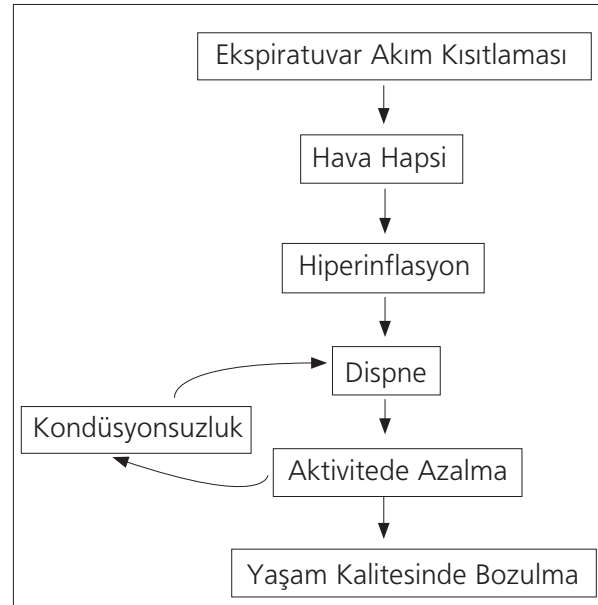 Ekspiratuvar Akım Kısıtlaması
Hava Hapsi
Hiperinflasyon
Dispne
Kondüsyonsuzluk
Aktivitede Azalma
Yaşam Kalitesinde Bozulma